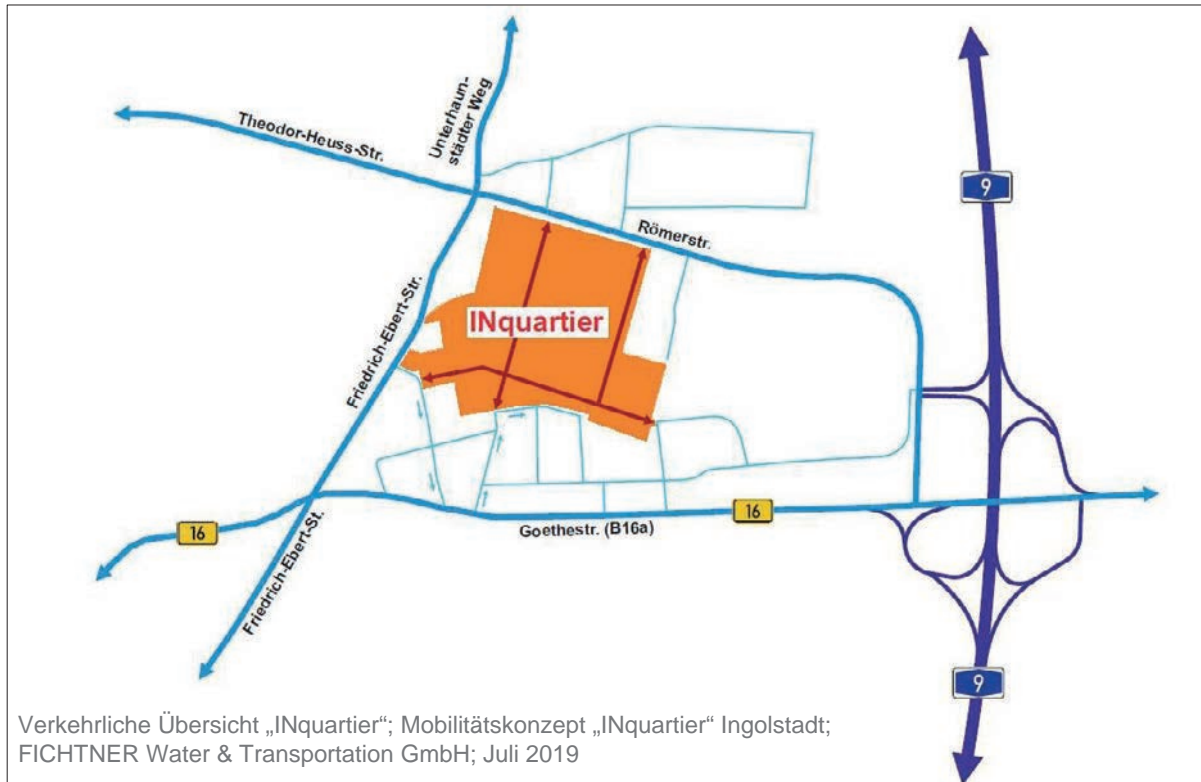 Unterhaun-
städter Weg
Theodor-Heuss-Str.
9
Römerstr.
INquartier
Friedrich-Ebert-Str.
16
16
Goethestr. (B16a)
Friedrich-Ebert-St.
9
Verkehrliche Übersicht „INquartier“; Mobilitätskonzept „INquartier“ Ingolstadt;
FICHTNER Water & Transportation GmbH; Juli 2019